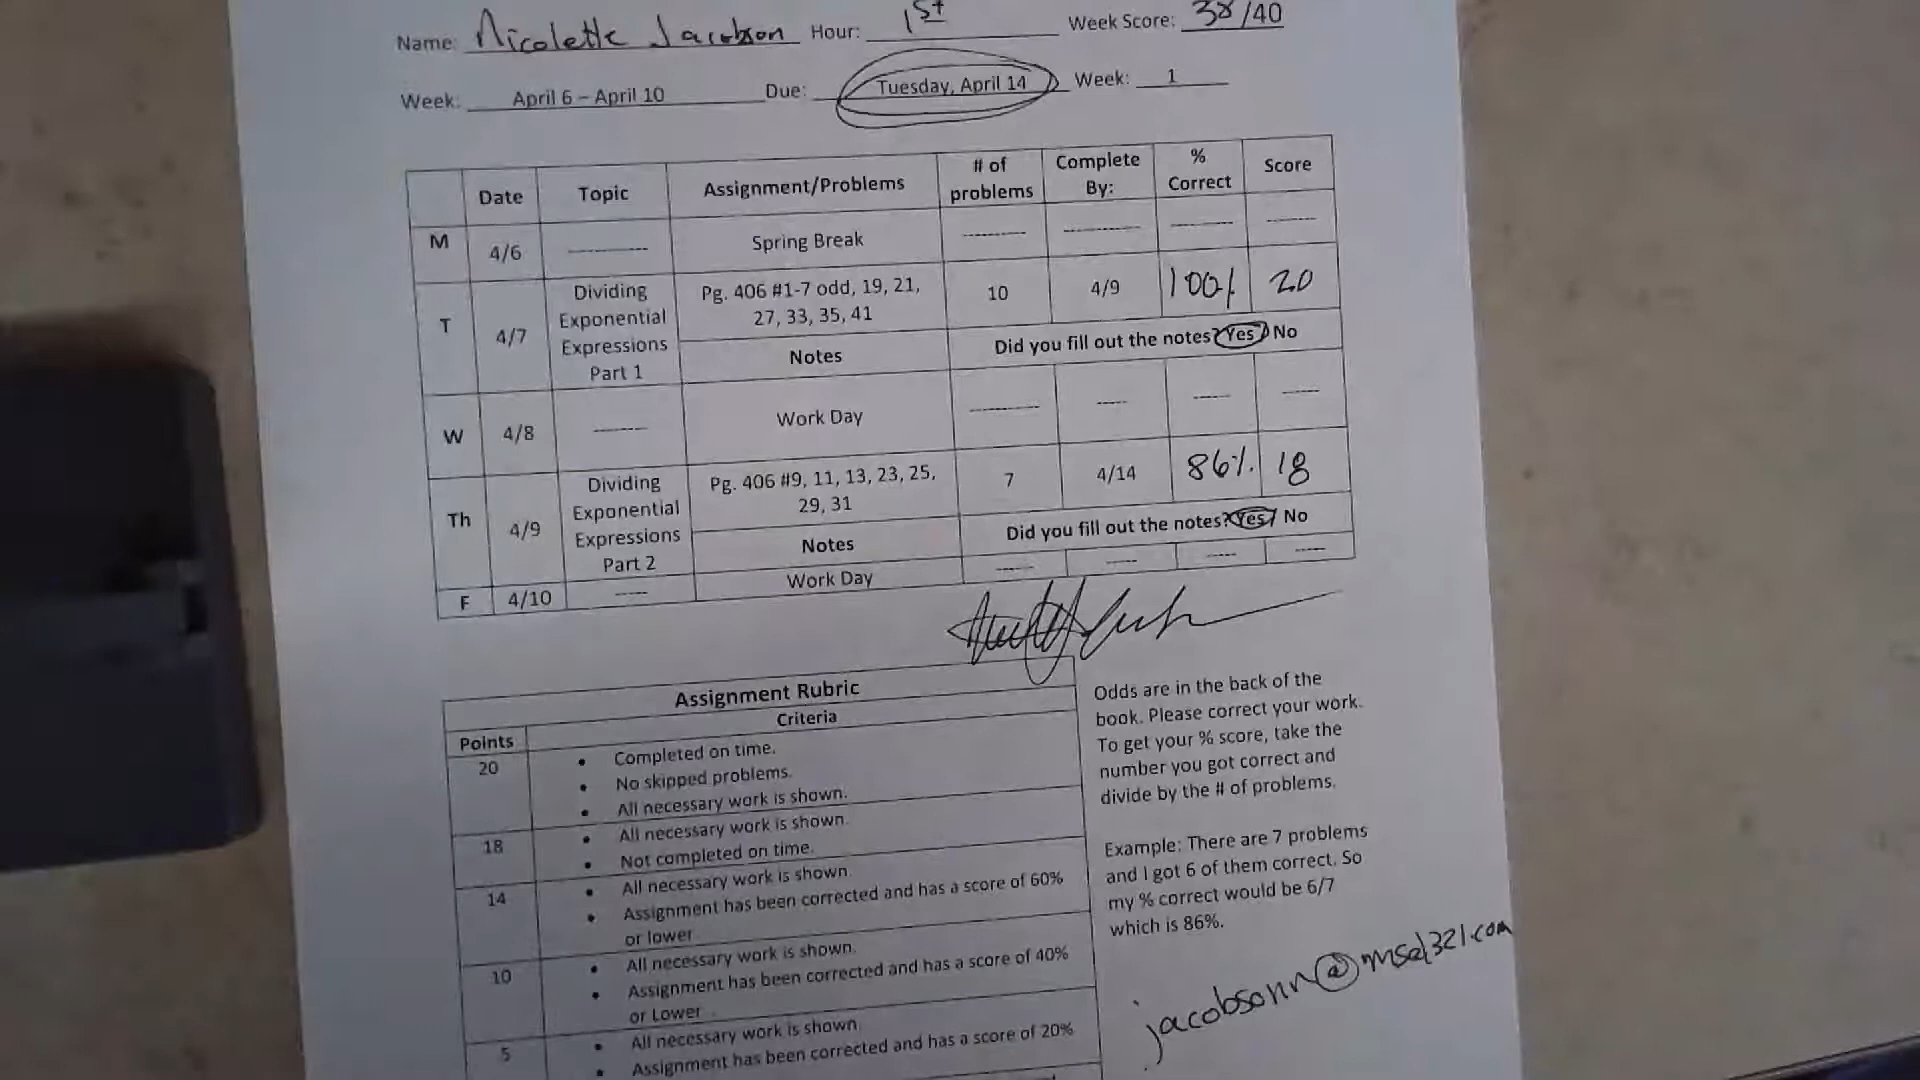 Name: Nicolette Jacobson Hour: 1st Week Score: 38/40
Week: April 6 – April 10 Due: Tuesday, April 14 Week: 1
Date Topic Assignment/Problems # of problems Complete By: % Correct Score
M 4/6 -------- Spring Break -------- -------- -------- --------
T 4/7 Dividing Exponential Expressions Part 1 Pg. 406 #1-7 odd, 19, 21, 27, 33, 35, 41 10 4/9 100% 20
Notes Did you fill out the notes? Yes / No
W 4/8 -------- Work Day -------- ----- ----- -----
Th 4/9 Dividing Exponential Expressions Part 2 Pg. 406 #9, 11, 13, 23, 25, 29, 31 7 4/14 86% 18
Notes Did you fill out the notes? Yes / No
F 4/10 ----- Work Day ----- ----- ----- -----
Assignment Rubric
Points Criteria
20 • Completed on time.
• No skipped problems.
• All necessary work is shown.
18 • All necessary work is shown.
• Not completed on time.
14 • All necessary work is shown.
• Assignment has been corrected and has a score of 60%
or lower
10 • All necessary work is shown.
• Assignment has been corrected and has a score of 40%
or Lower
5 • All necessary work is shown
• Assignment has been corrected and has a score of 20%
Odds are in the back of the
book. Please correct your work.
To get your % score, take the
number you got correct and
divide by the # of problems.
Example: There are 7 problems
and I got 6 of them correct. So
my % correct would be 6/7
which is 86%.
jacobsonn@msd321.com